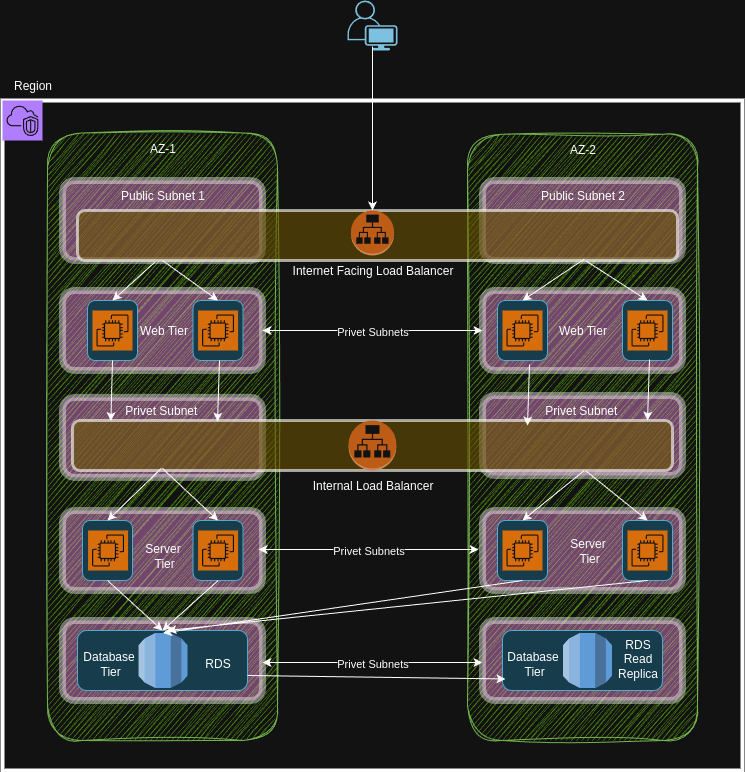 Region
AZ-1
AZ-2
Public Subnet 1
Public Subnet 2
Internet Facing Load Balancer
Web Tier
Privet Subnets
Web Tier
Privet Subnet
Privet Subnet
Internal Load Balancer
Server
Tier
Privet Subnets
Server
Tier
Database
Tier
RDS
Privet Subnets
Database
Tier
RDS
Read
Replica